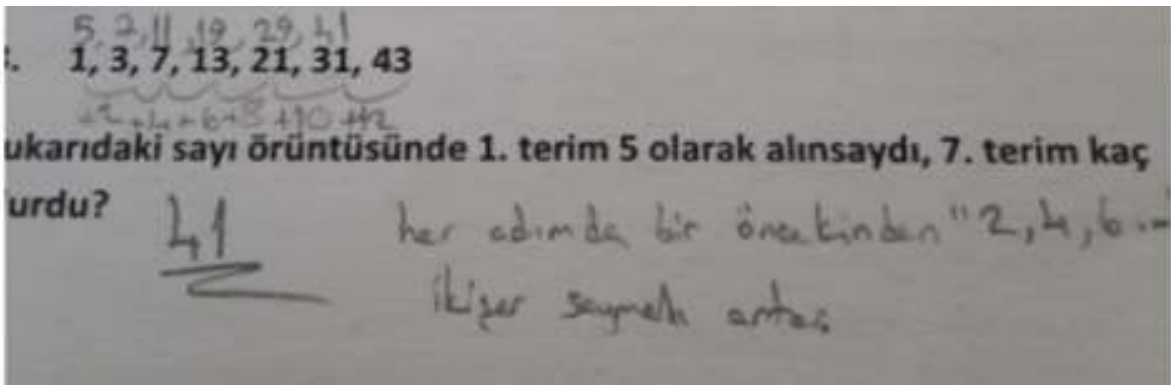 5, 7, 11, 19, 29, 41
. 1, 3, 7, 13, 21, 31, 43
+2 +4 +6 +8 +10 +12
ukarıdaki sayı örüntüsünde 1. terim 5 olarak alınsaydı, 7. terim kaç
urdu?
41
her adımda bir öncekinden "2, 4, 6
ikişer artar